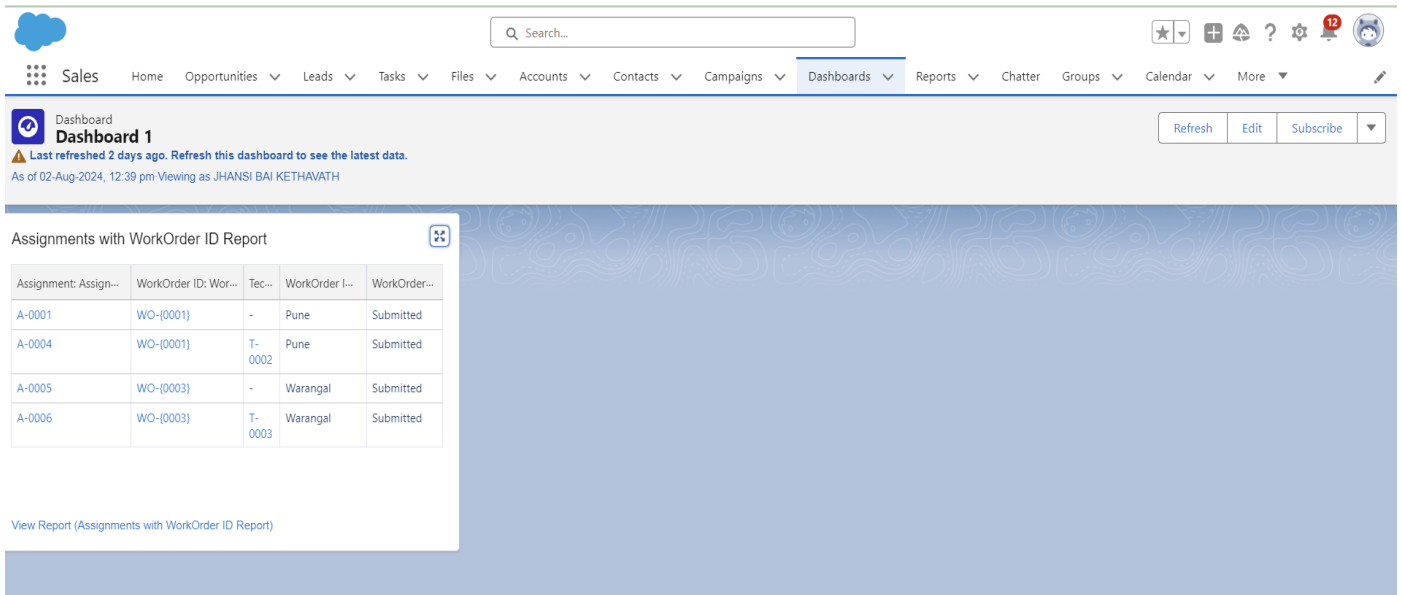 Search...
12
Sales Home Opportunities Leads Tasks Files Accounts Contacts Campaigns Dashboards Reports Chatter Groups Calendar More
Dashboard
Dashboard 1
Last refreshed 2 days ago. Refresh this dashboard to see the latest data.
As of 02-Aug-2024, 12:39 pm·Viewing as JHANSI BAI KETHAVATH
Refresh Edit Subscribe
Assignments with WorkOrder ID Report
Assignment: Assign... WorkOrder ID: Wor... Tec... WorkOrder I... WorkOrder...
A-0001 WO-{0001} - Pune Submitted
A-0004 WO-{0001} T-0002 Pune Submitted
A-0005 WO-{0003} - Warangal Submitted
A-0006 WO-{0003} T-0003 Warangal Submitted
View Report (Assignments with WorkOrder ID Report)